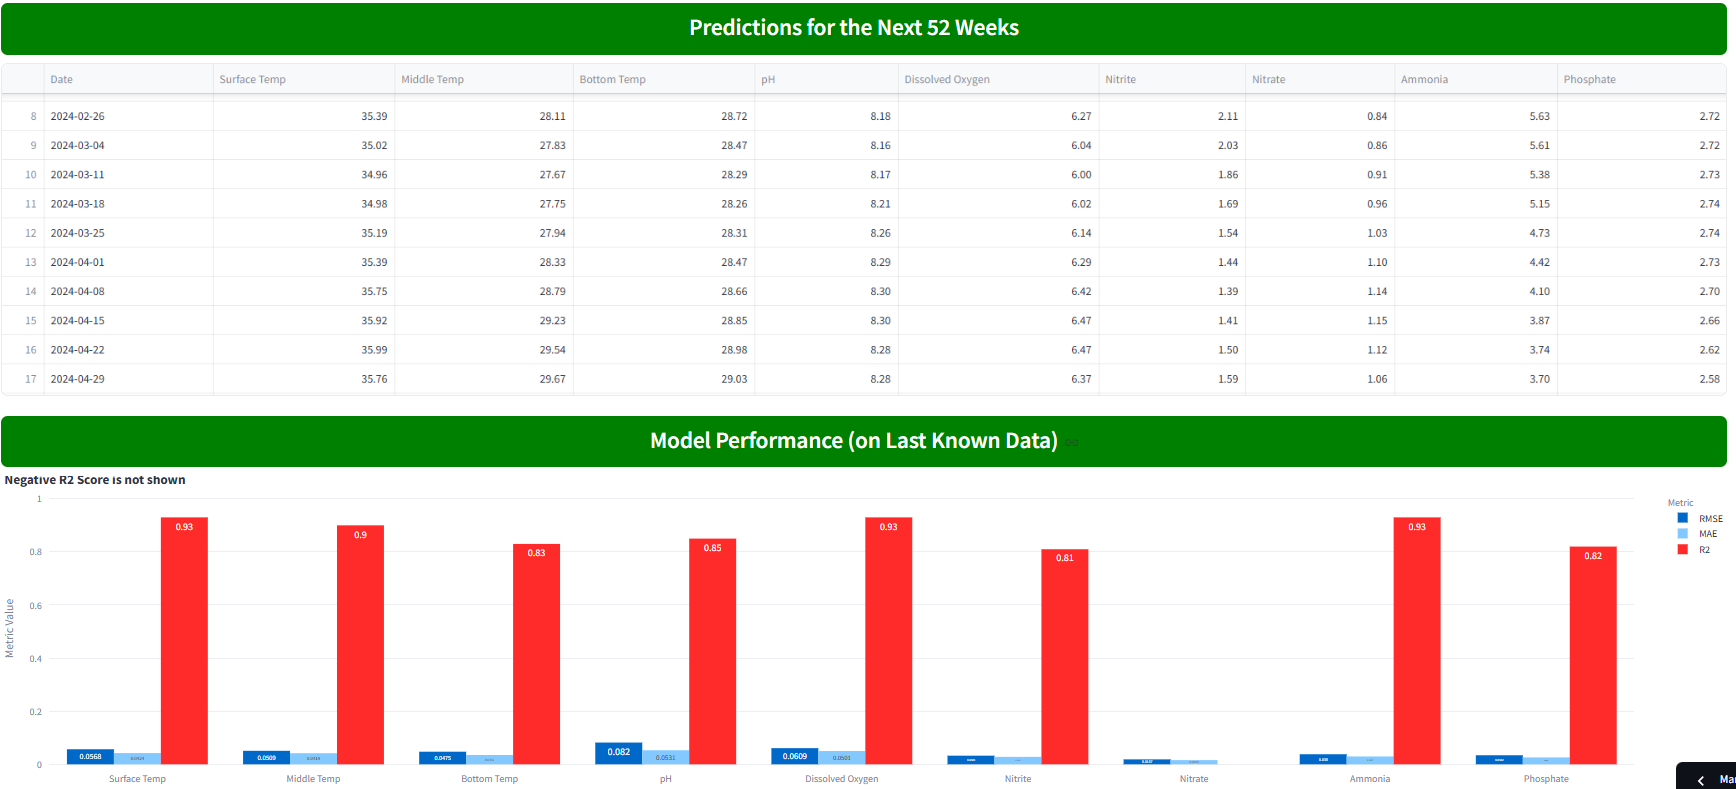 Predictions for the Next 52 Weeks
Date Surface Temp Middle Temp Bottom Temp pH Dissolved Oxygen Nitrite Nitrate Ammonia Phosphate
8 2024-02-26 35.39 28.11 28.72 8.18 6.27 2.11 0.84 5.63 2.72
9 2024-03-04 35.02 27.83 28.47 8.16 6.04 2.03 0.86 5.61 2.72
10 2024-03-11 34.96 27.67 28.29 8.17 6.00 1.86 0.91 5.38 2.73
11 2024-03-18 34.98 27.75 28.26 8.21 6.02 1.69 0.96 5.15 2.74
12 2024-03-25 35.19 27.94 28.31 8.26 6.14 1.54 1.03 4.73 2.74
13 2024-04-01 35.39 28.33 28.47 8.29 6.29 1.44 1.10 4.42 2.73
14 2024-04-08 35.75 28.79 28.66 8.30 6.42 1.39 1.14 4.10 2.70
15 2024-04-15 35.92 29.23 28.85 8.30 6.47 1.41 1.15 3.87 2.66
16 2024-04-22 35.99 29.54 28.98 8.28 6.47 1.50 1.12 3.74 2.62
17 2024-04-29 35.76 29.67 29.03 8.28 6.37 1.59 1.06 3.70 2.58
Model Performance (on Last Known Data)
Negative R2 Score is not shown
Metric
RMSE
MAE
R2
Metric Value
1
0.8
0.6
0.4
0.2
0
0.93 0.9 0.83 0.85 0.93 0.81 0.93 0.82
0.0568 0.0509 0.0475 0.082 0.0531 0.0609 0.0501
Surface Temp Middle Temp Bottom Temp pH Dissolved Oxygen Nitrite Nitrate Ammonia Phosphate